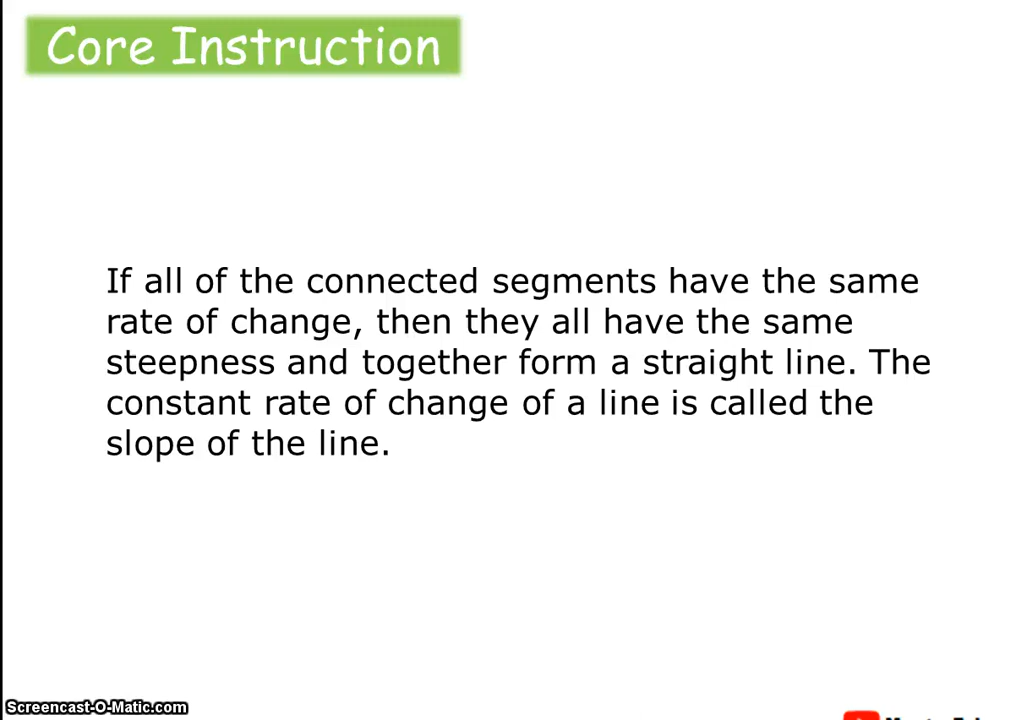 Core Instruction
If all of the connected segments have the same
rate of change, then they all have the same
steepness and together form a straight line. The
constant rate of change of a line is called the
slope of the line.
Screencast-O-Matic.com